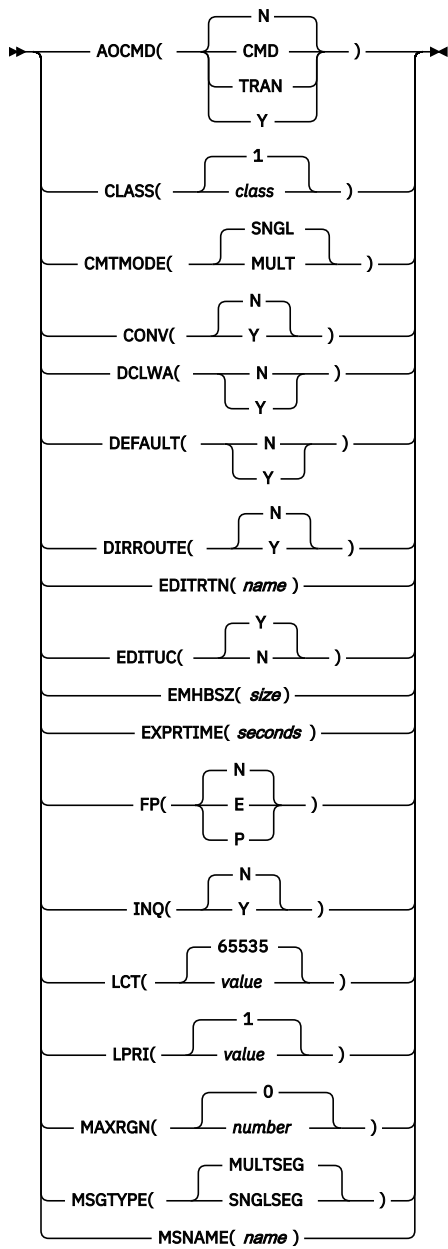 N
AOCMD( CMD )
TRAN
Y
1
CLASS( class )
SNGL
CMTMODE( MULT )
N
CONV( Y )
DCLWA( N )
Y
DEFAULT( N )
Y
N
DIRROUTE( Y )
EDITRTN( name )
Y
EDITUC( N )
EMHBSZ( size )
EXPRTIME( seconds )
N
FP( E )
P
N
INQ( Y )
65535
LCT( value )
1
LPRI( value )
0
MAXRGN( number )
MULTSEG
MSGTYPE( SNGLSEG )
MSNAME( name )